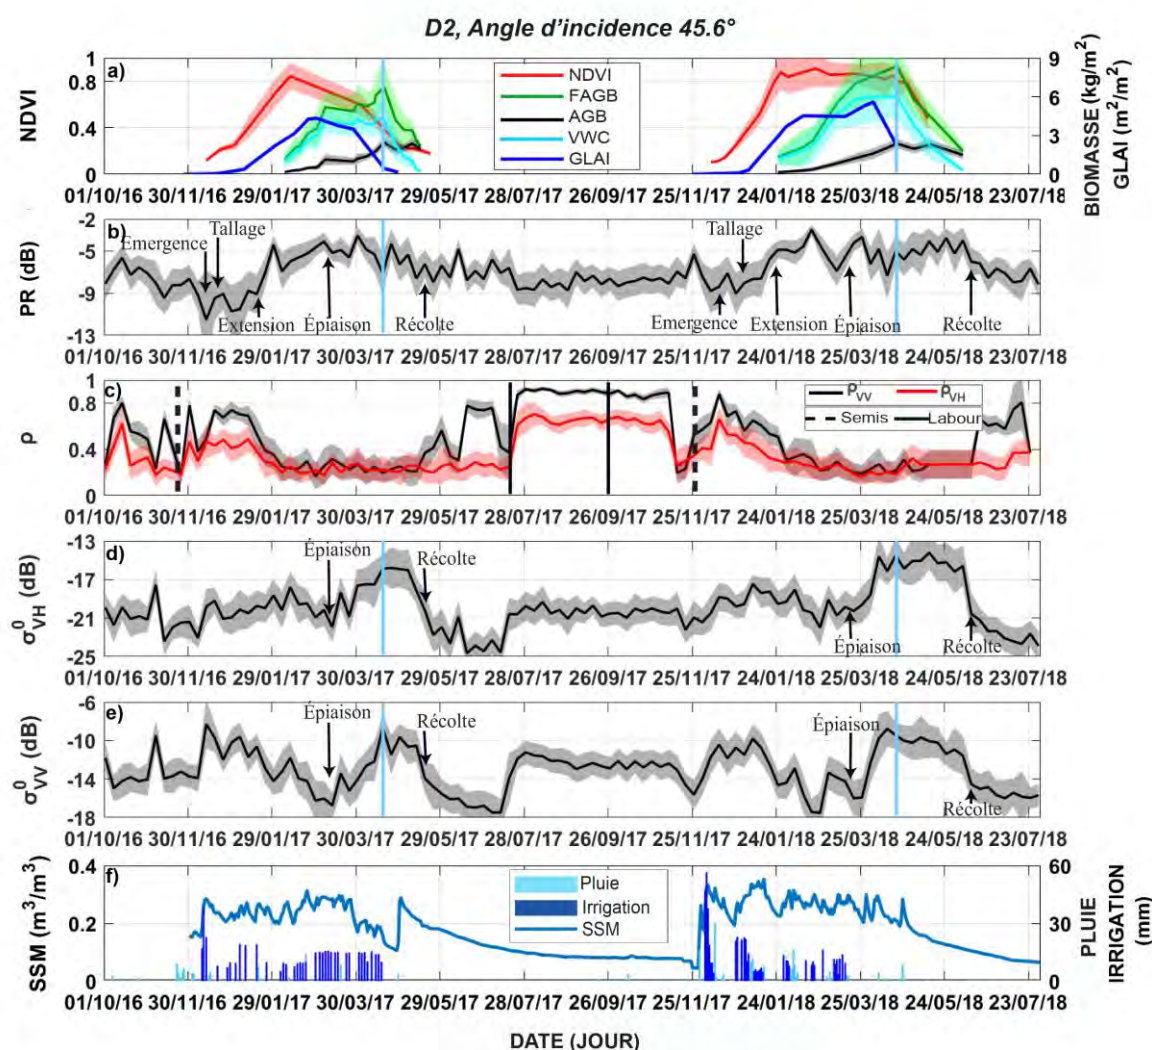 D2, Angle d'incidence 45.6°
a)
NDVI
FAGB
AGB
VWC
GLAI
NDVI
1
0.8
0.4
0
9
6
3
0
BIOMASSE (kg/m²)
GLAI (m²/m²)
01/10/16 30/11/16 29/01/17 30/03/17 29/05/17 28/07/17 26/09/17 25/11/17 24/01/18 25/03/18 24/05/18 23/07/18
b)
PR (dB)
-2
-5
-9
-13
Emergence
Tallage
Extension
Épiaison
Récolte
Tallage
Emergence
Extension
Épiaison
Récolte
01/10/16 30/11/16 29/01/17 30/03/17 29/05/17 28/07/17 26/09/17 25/11/17 24/01/18 25/03/18 24/05/18 23/07/18
c)
ρ
1
0.8
0.4
0
ρVV ρVH
Semis Labour
01/10/16 30/11/16 29/01/17 30/03/17 29/05/17 28/07/17 26/09/17 25/11/17 24/01/18 25/03/18 24/05/18 23/07/18
d)
σ⁰VH (dB)
-13
-17
-21
-25
Épiaison
Récolte
Épiaison
Récolte
01/10/16 30/11/16 29/01/17 30/03/17 29/05/17 28/07/17 26/09/17 25/11/17 24/01/18 25/03/18 24/05/18 23/07/18
e)
σ⁰VV (dB)
-6
-10
-14
-18
Épiaison
Récolte
Épiaison
Récolte
01/10/16 30/11/16 29/01/17 30/03/17 29/05/17 28/07/17 26/09/17 25/11/17 24/01/18 25/03/18 24/05/18 23/07/18
f)
SSM (m³/m³)
0.4
0.2
0
Pluie
Irrigation
SSM
60
30
0
PLUIE
IRRIGATION
(mm)
01/10/16 30/11/16 29/01/17 30/03/17 29/05/17 28/07/17 26/09/17 25/11/17 24/01/18 25/03/18 24/05/18 23/07/18
DATE (JOUR)